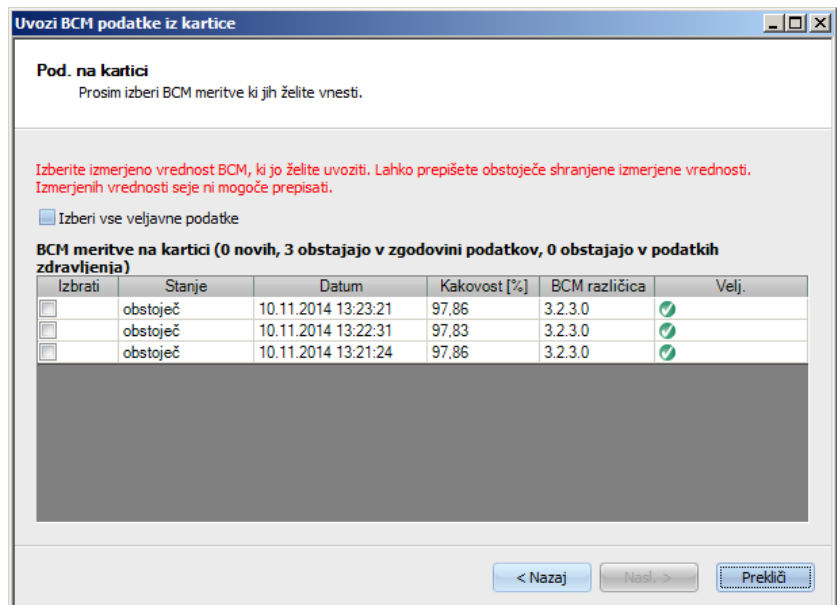 Uvozi BCM podatke iz kartice
Pod. na kartici
Prosim izberi BCM meritve ki jih želite vnesti.
Izberite izmerjeno vrednost BCM, ki jo želite uvoziti. Lahko prepišete obstoječe shranjene izmerjene vrednosti.
Izmerjenih vrednosti seje ni mogoče prepisati.
Izberi vse veljavne podatke
BCM meritve na kartici (0 novih, 3 obstajajo v zgodovini podatkov, 0 obstajajo v podatkih
zdravljenja)
Izbrati Stanje Datum Kakovost [%] BCM različica Velj.
obstoječ 10.11.2014 13:23:21 97,86 3.2.3.0
obstoječ 10.11.2014 13:22:31 97,83 3.2.3.0
obstoječ 10.11.2014 13:21:24 97,86 3.2.3.0
< Nazaj Nasl. > Prekliči